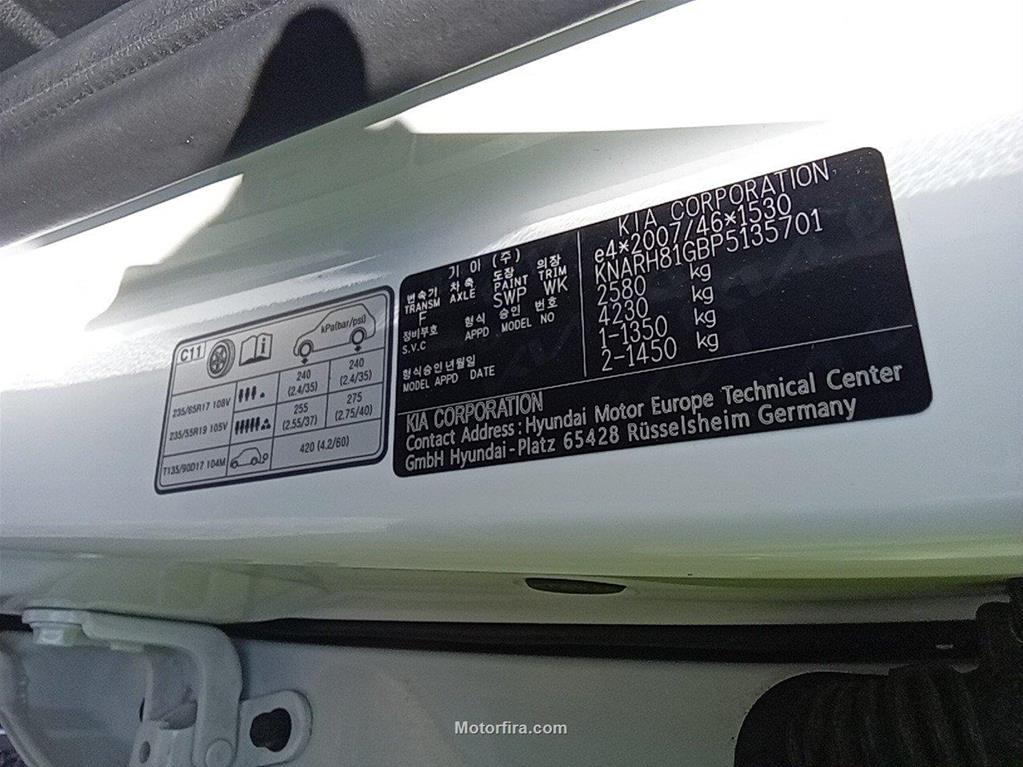 C11
kPa(bar/psi)
240
(2.4/35)
240
(2.4/35)
235/65R17 108V
235/55R19 105V
255
(2.55/37)
275
(2.75/40)
T135/90D17 104M
420 (4.2/60)
기아 (주)
변속기 차축 도장 의장
TRANSM AXLE PAINT TRIM
F SWP WK
정비부호 형식 승인 번호
S.V.C APPD MODEL NO
형식승인년월일
MODEL APPD DATE
KIA CORPORATION
e4*2007/46*1530
KNARH81GBP5135701
2580 kg
4230 kg
1-1350 kg
2-1450 kg
KIA CORPORATION
Contact Address : Hyundai Motor Europe Technical Center
GmbH Hyundai-Platz 65428 Rüsselsheim Germany
Motorfira.com